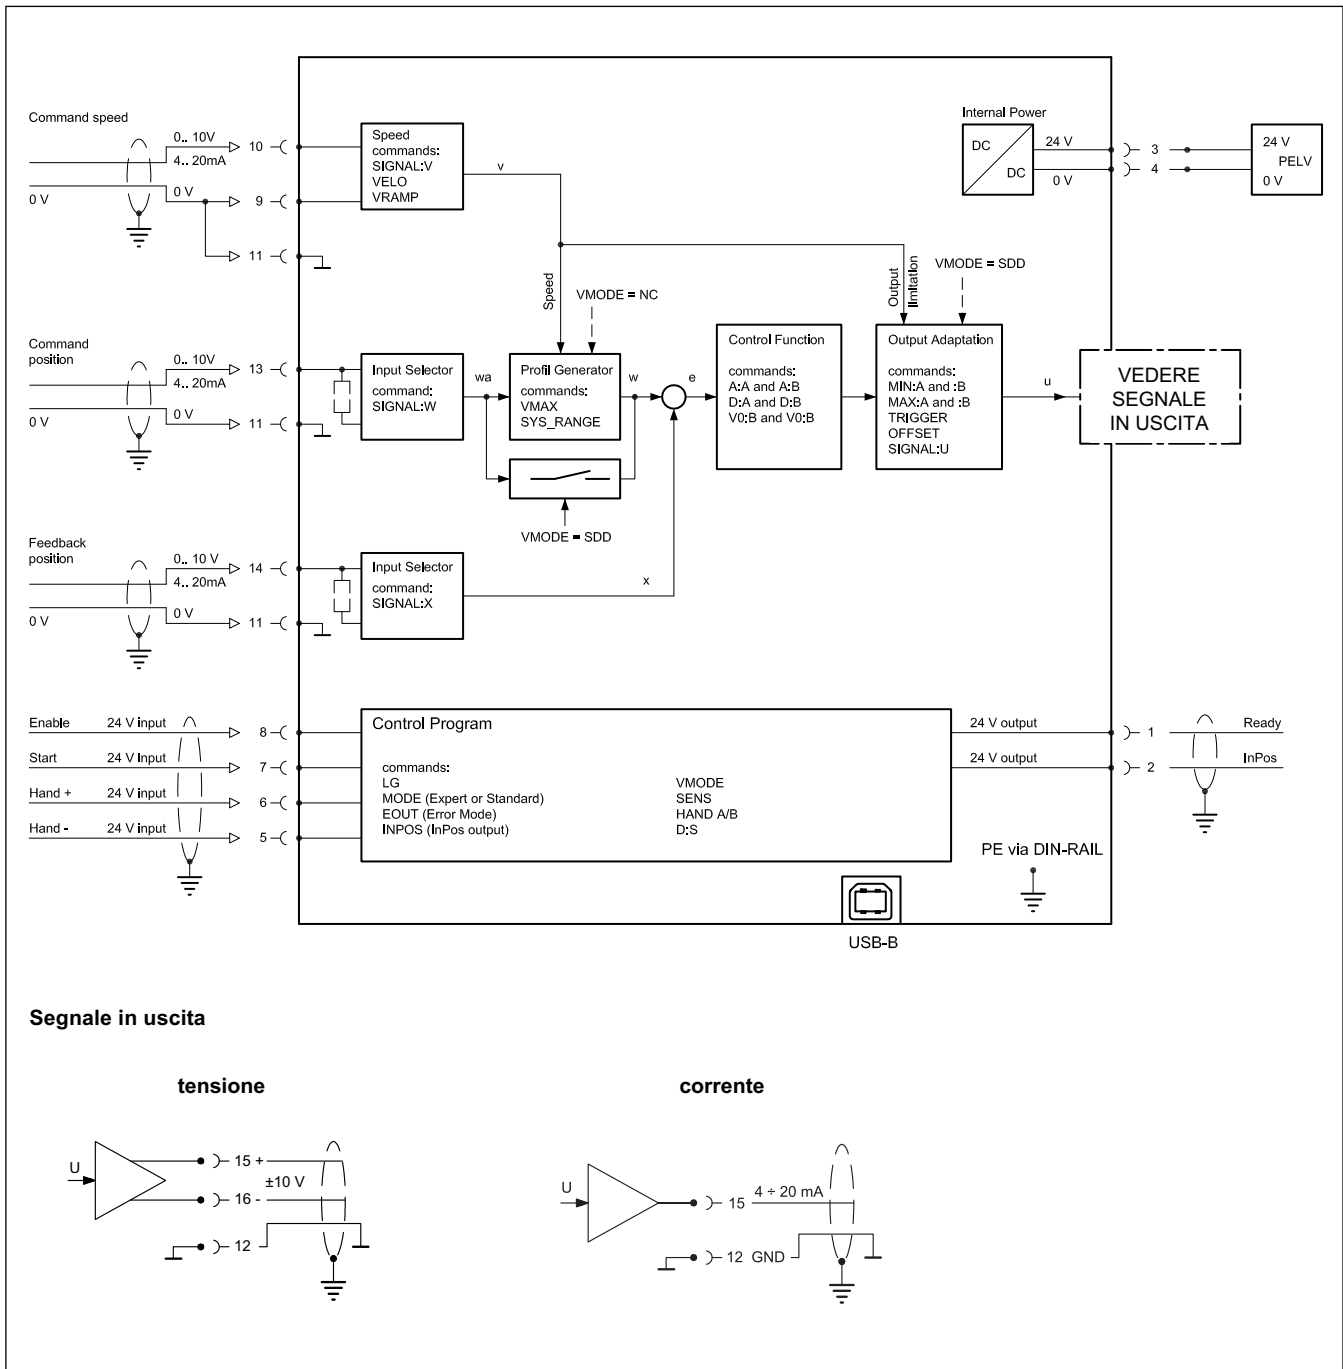 Command speed
0.. 10V
4.. 20mA
0 V
0 V
10
9
11
Speed
commands:
SIGNAL:V
VELO
VRAMP
v
Internal Power
DC
DC
24 V
0 V
3
4
24 V
PELV
0 V
Speed
VMODE = NC
Output
limitation
VMODE = SDD
Command
position
0.. 10V
4.. 20mA
0 V
0 V
13
11
Input Selector
command:
SIGNAL:W
wa
Profil Generator
commands:
VMAX
SYS_RANGE
w
e
Control Function
commands:
A:A and A:B
D:A and D:B
V0:B and V0:B
Output Adaptation
commands:
MIN:A and :B
MAX:A and :B
TRIGGER
OFFSET
SIGNAL:U
u
VEDERE
SEGNALE
IN USCITA
VMODE = SDD
Feedback
position
0.. 10 V
4.. 20mA
0 V
0 V
14
11
Input Selector
command:
SIGNAL:X
x
Enable 24 V input 8
Start 24 V input 7
Hand + 24 V input 6
Hand - 24 V input 5
Control Program
commands:
LG
MODE (Expert or Standard)
EOUT (Error Mode)
INPOS (InPos output)
VMODE
SENS
HAND A/B
D:S
24 V output 1 Ready
24 V output 2 InPos
PE via DIN-RAIL
USB-B
Segnale in uscita
tensione
U
15 +
±10 V
16 -
12
corrente
U
15 4 ÷ 20 mA
12 GND